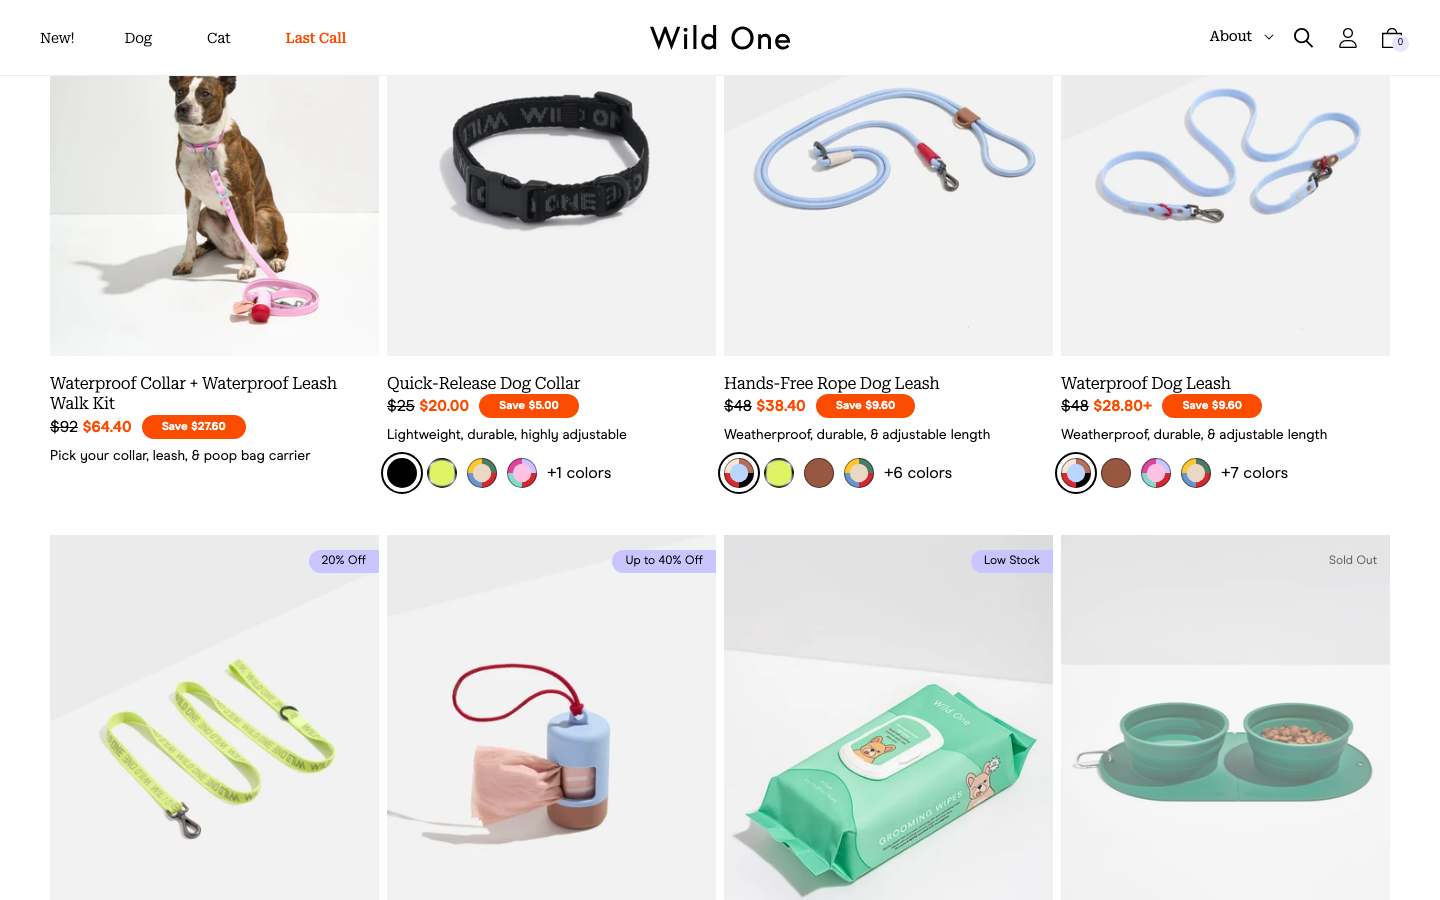 New!
Dog
Cat
Last Call
Wild One
About
0
WILD ON
ONE
Waterproof Collar + Waterproof Leash
Walk Kit
$92 $64.40 Save $27.60
Pick your collar, leash, & poop bag carrier
Quick-Release Dog Collar
$25 $20.00 Save $5.00
Lightweight, durable, highly adjustable
+1 colors
Hands-Free Rope Dog Leash
$48 $38.40 Save $9.60
Weatherproof, durable, & adjustable length
+6 colors
Waterproof Dog Leash
$48 $28.80+ Save $9.60
Weatherproof, durable, & adjustable length
+7 colors
20% Off
Up to 40% Off
Low Stock
Wild One
GROOMING WIPES
Sold Out